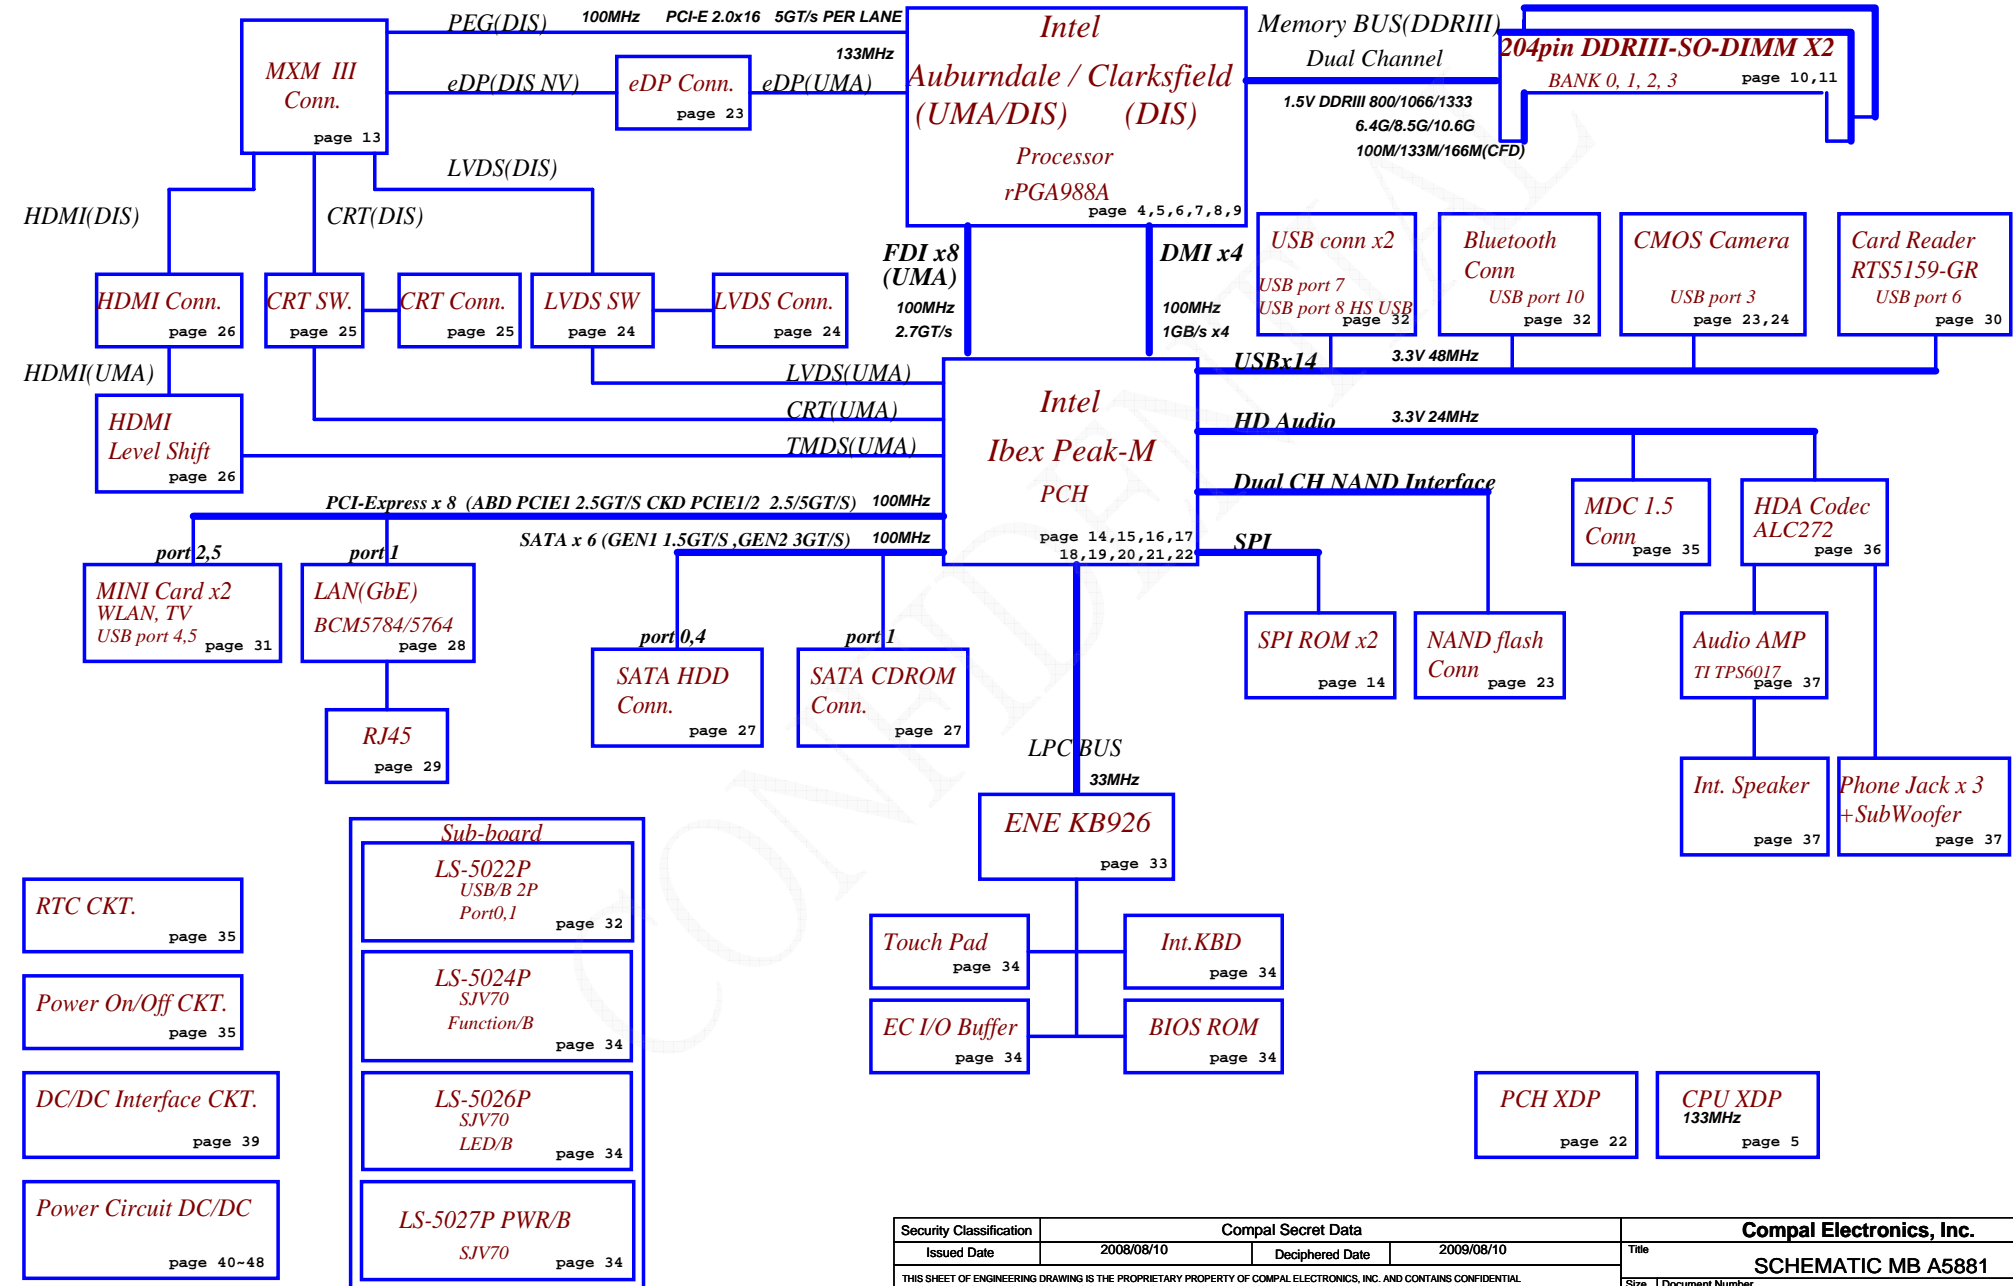 PEG(DIS)
100MHz PCI-E 2.0x16 5GT/s PER LANE
MXM III
Conn.
page 13
eDP(DIS NV)
eDP Conn.
page 23
133MHz
eDP(UMA)
Intel
Auburndale / Clarksfield
(UMA/DIS) (DIS)
Processor
rPGA988A
page 4,5,6,7,8,9
Memory BUS(DDRIII)
Dual Channel
1.5V DDRIII 800/1066/1333
6.4G/8.5G/10.6G
100M/133M/166M(CFD)
204pin DDRIII-SO-DIMM X2
BANK 0, 1, 2, 3
page 10,11
LVDS(DIS)
HDMI(DIS)
CRT(DIS)
HDMI Conn.
page 26
CRT SW.
page 25
CRT Conn.
page 25
LVDS SW
page 24
LVDS Conn.
page 24
FDI x8
(UMA)
100MHz
2.7GT/s
DMI x4
100MHz
1GB/s x4
USB conn x2
USB port 7
USB port 8 HS USB
page 32
Bluetooth
Conn
USB port 10
page 32
CMOS Camera
USB port 3
page 23,24
Card Reader
RTS5159-GR
USB port 6
page 30
HDMI(UMA)
HDMI
Level Shift
page 26
LVDS(UMA)
CRT(UMA)
TMDS(UMA)
Intel
Ibex Peak-M
PCH
page 14,15,16,17
18,19,20,21,22
USBx14
3.3V 48MHz
HD Audio
3.3V 24MHz
Dual CH NAND Interface
SPI
PCI-Express x 8 (ABD PCIE1 2.5GT/S CKD PCIE1/2 2.5/5GT/S)
100MHz
SATA x 6 (GEN1 1.5GT/S ,GEN2 3GT/S)
100MHz
port 2,5
MINI Card x2
WLAN, TV
USB port 4,5
page 31
port 1
LAN(GbE)
BCM5784/5764
page 28
RJ45
page 29
port 0,4
SATA HDD
Conn.
page 27
port 1
SATA CDROM
Conn.
page 27
MDC 1.5
Conn
page 35
HDA Codec
ALC272
page 36
SPI ROM x2
page 14
NAND flash
Conn
page 23
Audio AMP
TI TPS6017
page 37
Int. Speaker
page 37
Phone Jack x 3
+SubWoofer
page 37
LPC BUS
33MHz
ENE KB926
page 33
Touch Pad
page 34
Int.KBD
page 34
EC I/O Buffer
page 34
BIOS ROM
page 34
RTC CKT.
page 35
Power On/Off CKT.
page 35
DC/DC Interface CKT.
page 39
Power Circuit DC/DC
page 40~48
Sub-board
LS-5022P
USB/B 2P
Port0,1
page 32
LS-5024P
SJV70
Function/B
page 34
LS-5026P
SJV70
LED/B
page 34
LS-5027P PWR/B
SJV70
page 34
PCH XDP
page 22
CPU XDP
133MHz
page 5
CONFIDENTIAL
Security Classification
Compal Secret Data
Compal Electronics, Inc.
Issued Date
2008/08/10
Deciphered Date
2009/08/10
Title
SCHEMATIC MB A5881
THIS SHEET OF ENGINEERING DRAWING IS THE PROPRIETARY PROPERTY OF COMPAL ELECTRONICS, INC. AND CONTAINS CONFIDENTIAL
Size
Document Number